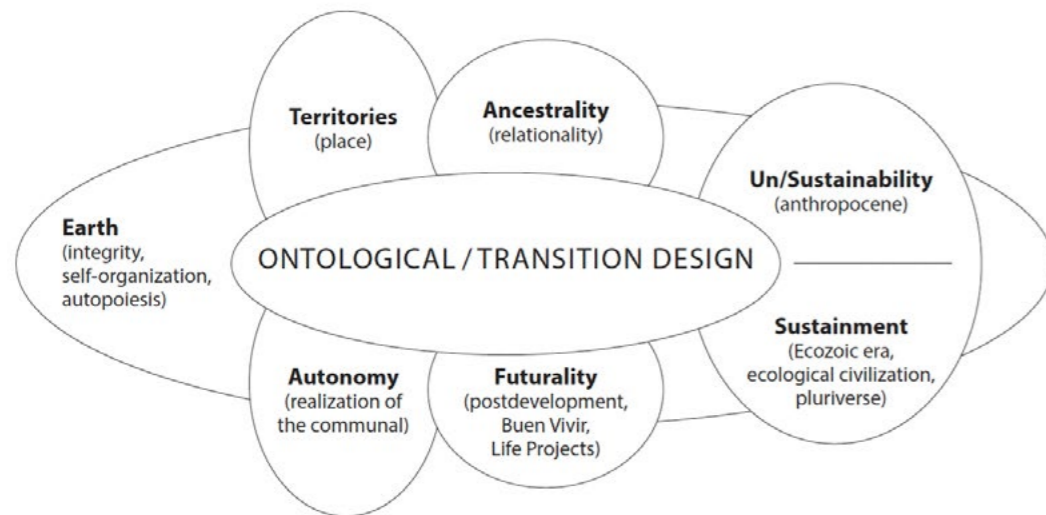 Territories
(place)
Ancestrality
(relationality)
Un/Sustainability
(anthropocene)
Earth
(integrity,
self-organization,
autopoiesis)
ONTOLOGICAL / TRANSITION DESIGN
Autonomy
(realization of
the communal)
Futurality
(postdevelopment,
Buen Vivir,
Life Projects)
Sustainment
(Ecozoic era,
ecological civilization,
pluriverse)